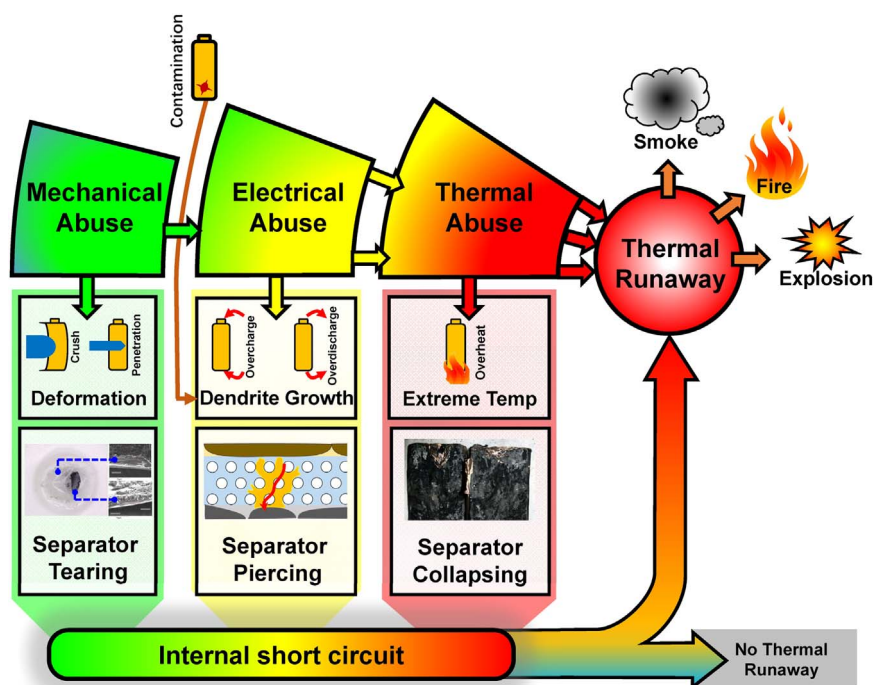 Contamination
Mechanical
Abuse
Electrical
Abuse
Thermal
Abuse
Thermal
Runaway
Smoke
Fire
Explosion
Crush
Penetration
Deformation
Overcharge
Overdischarge
Dendrite Growth
Overheat
Extreme Temp
Separator
Tearing
Separator
Piercing
Separator
Collapsing
Internal short circuit
No Thermal
Runaway